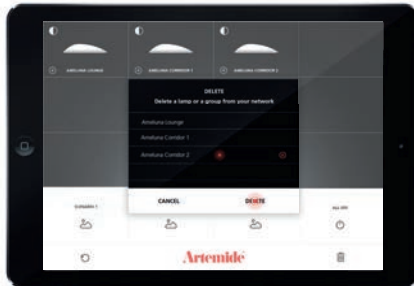 AMELUNA LOUNGE
AMELUNA CORRIDOR 1
AMELUNA CORRIDOR 2
DELETE
Delete a lamp or a group from your network
Ameluna Lounge
Ameluna Corridor 1
Ameluna Corridor 2
CANCEL
DELETE
ALL OFF
Artemide